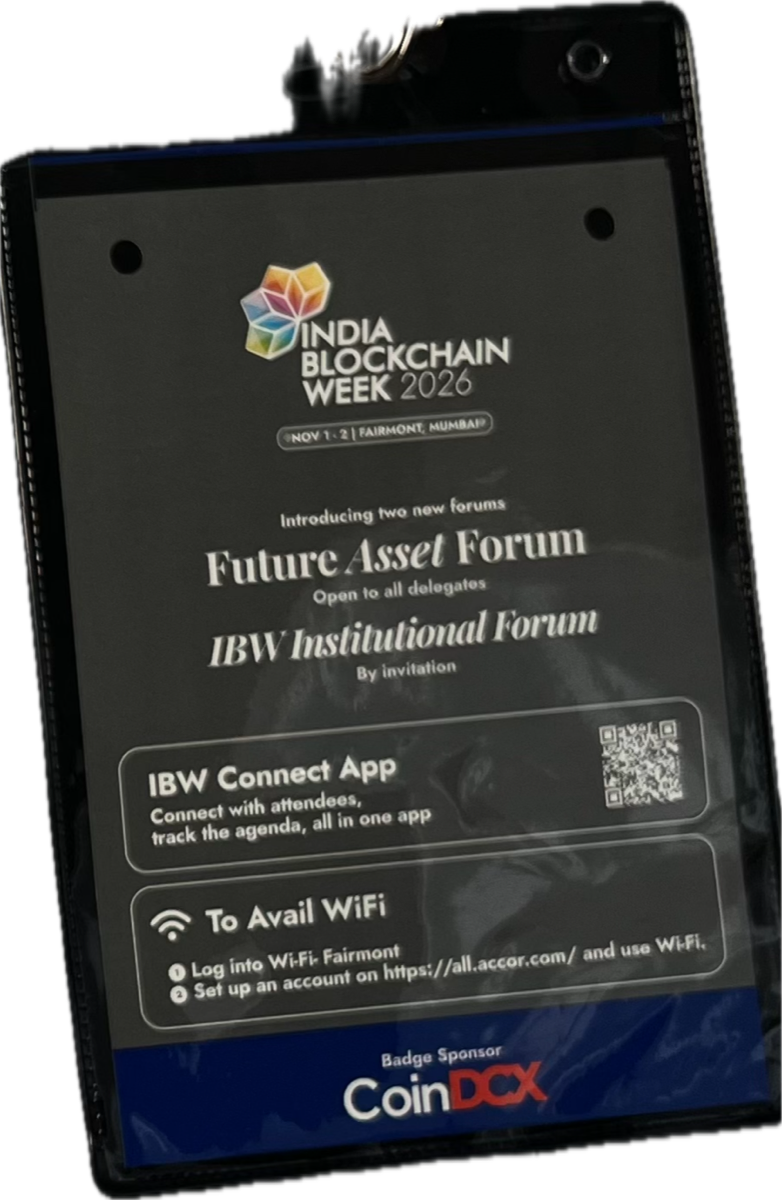 INDIA
BLOCKCHAIN
WEEK 2026
NOV 1 - 2 | FAIRMONT, MUMBAI
Introducing two new forums
Future Asset Forum
Open to all delegates
IBW Institutional Forum
By invitation
IBW Connect App
Connect with attendees,
track the agenda, all in one app
To Avail WiFi
1 Log into Wi-Fi- Fairmont
2 Set up an account on https://all.accor.com/ and use Wi-Fi.
Badge Sponsor
CoinDCX